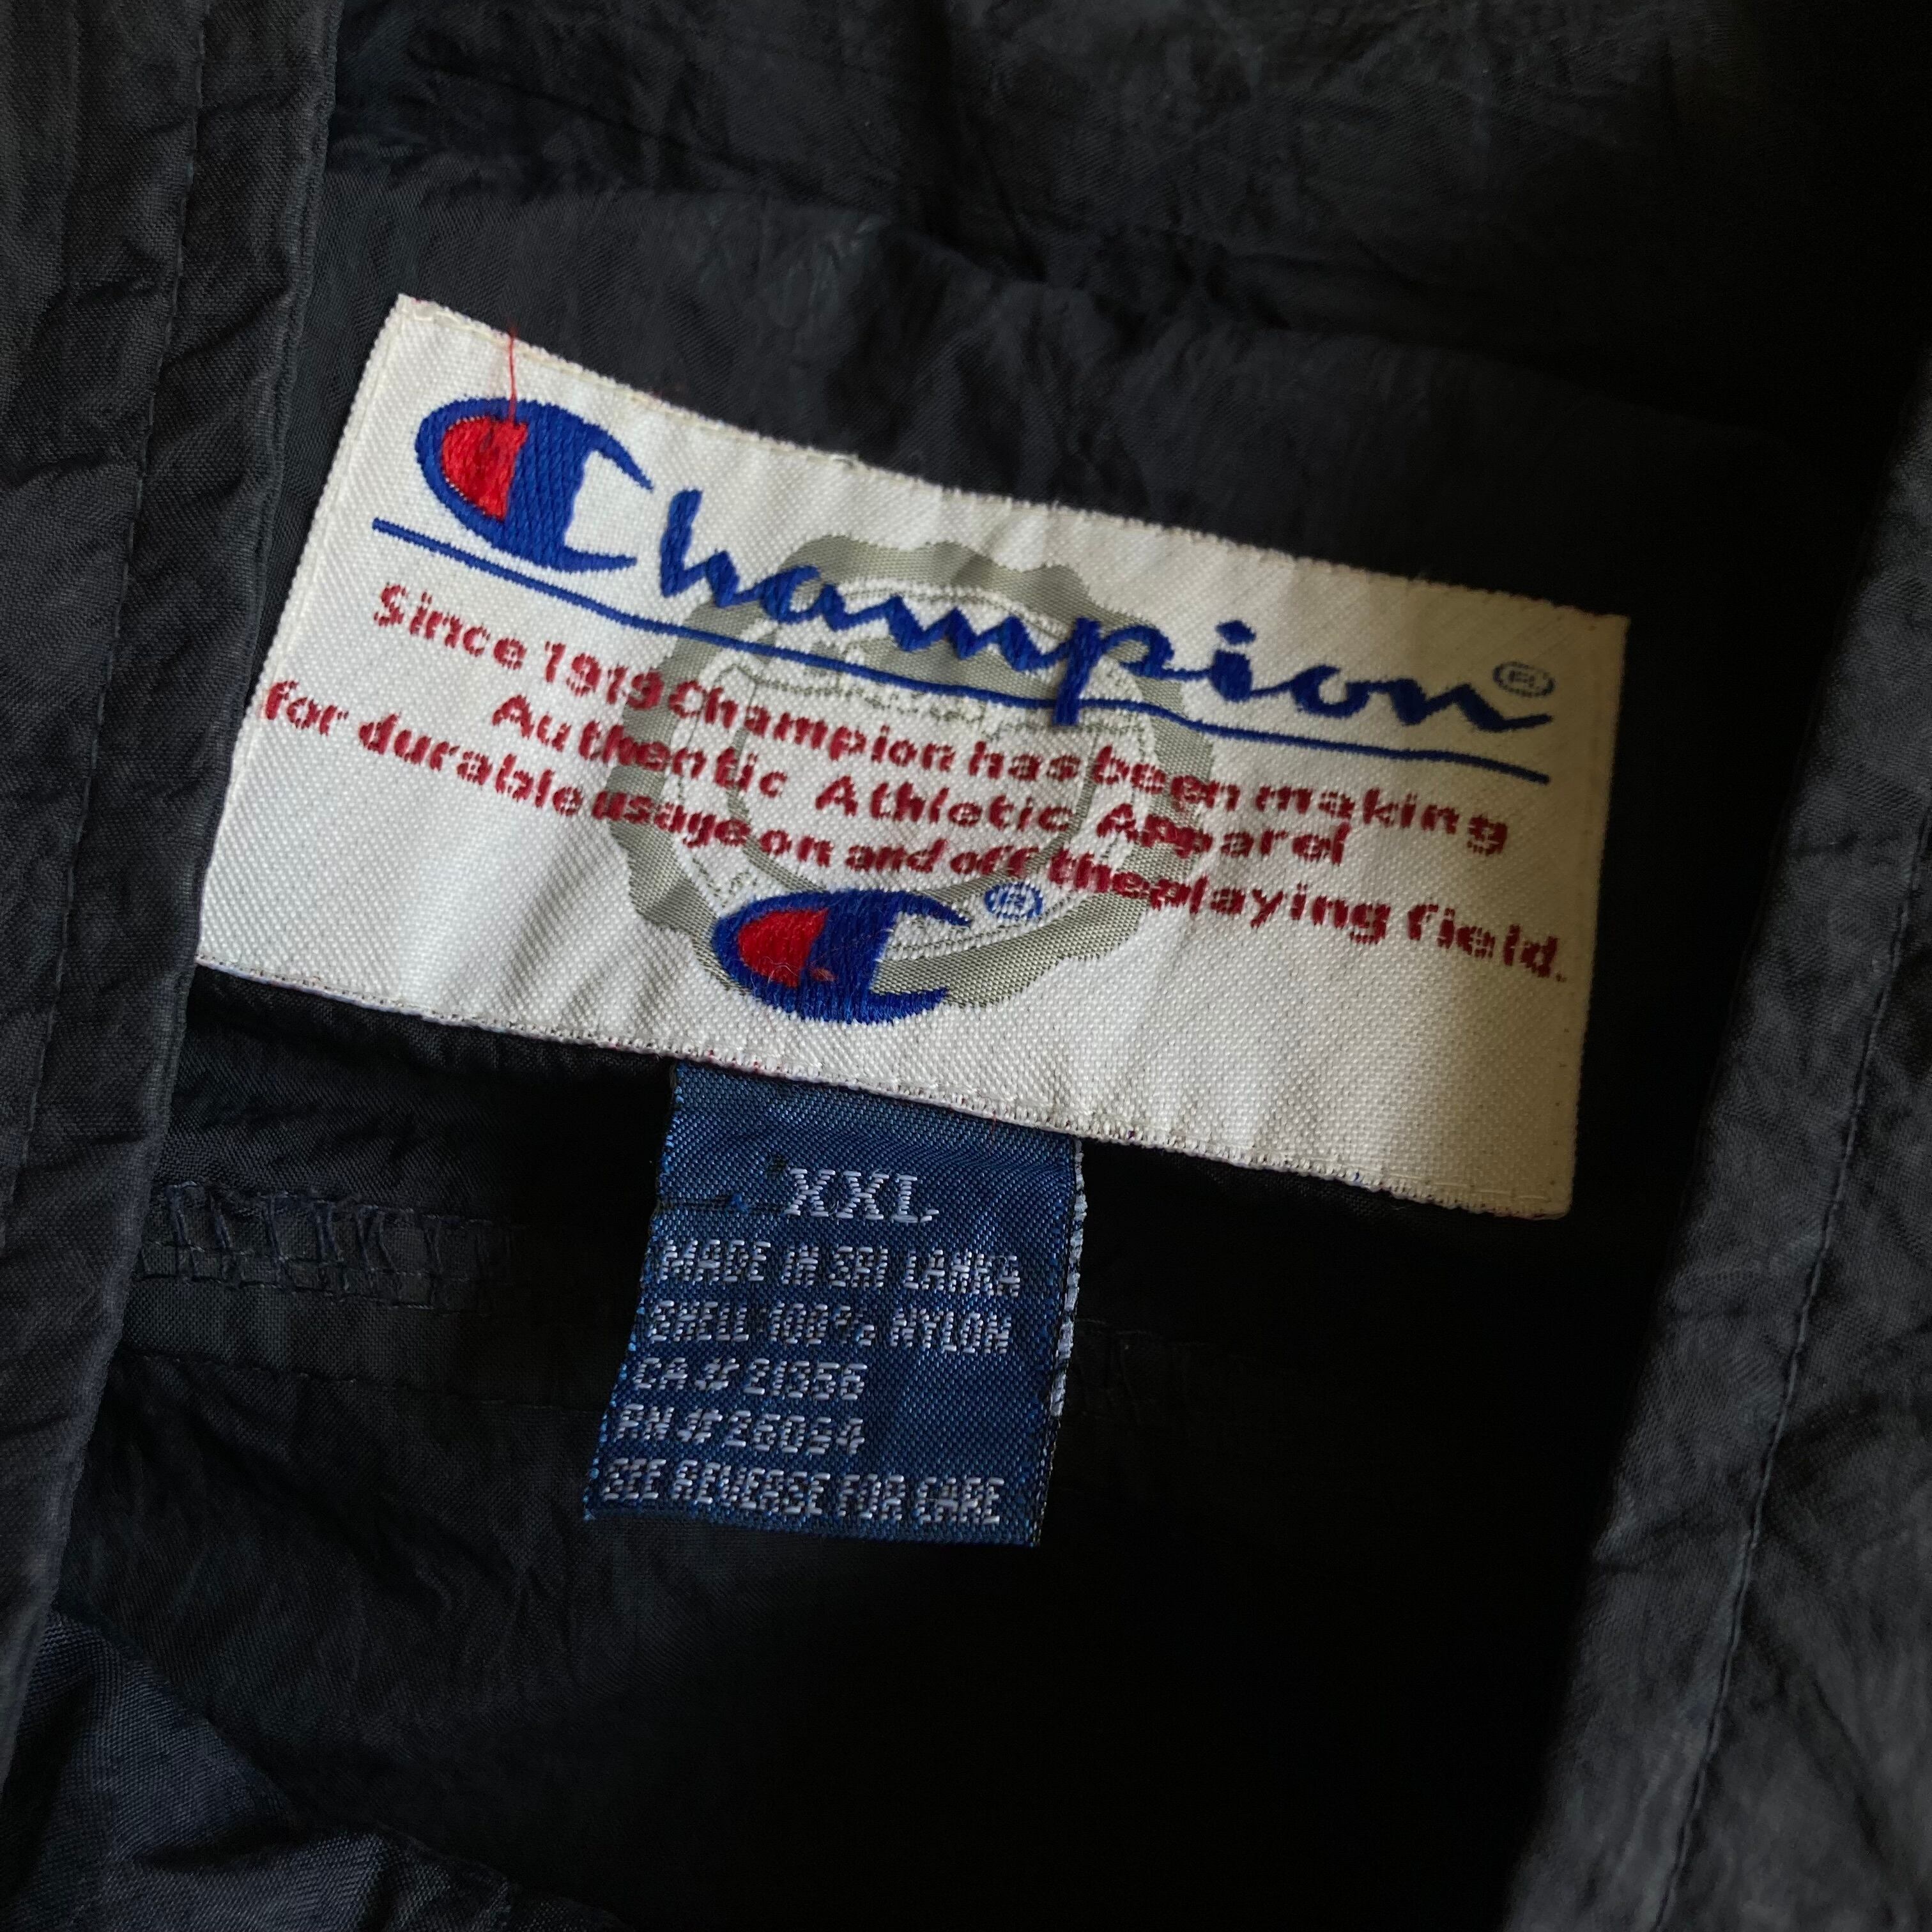 Champion®
Since 1919 Champion has been making
Authentic Athletic Apparel
for durable usage on and off the playing field.
®
XXL
MADE IN SRI LANKA
SHELL 100% NYLON
CA # 21356
RN # 26094
SEE REVERSE FOR CARE